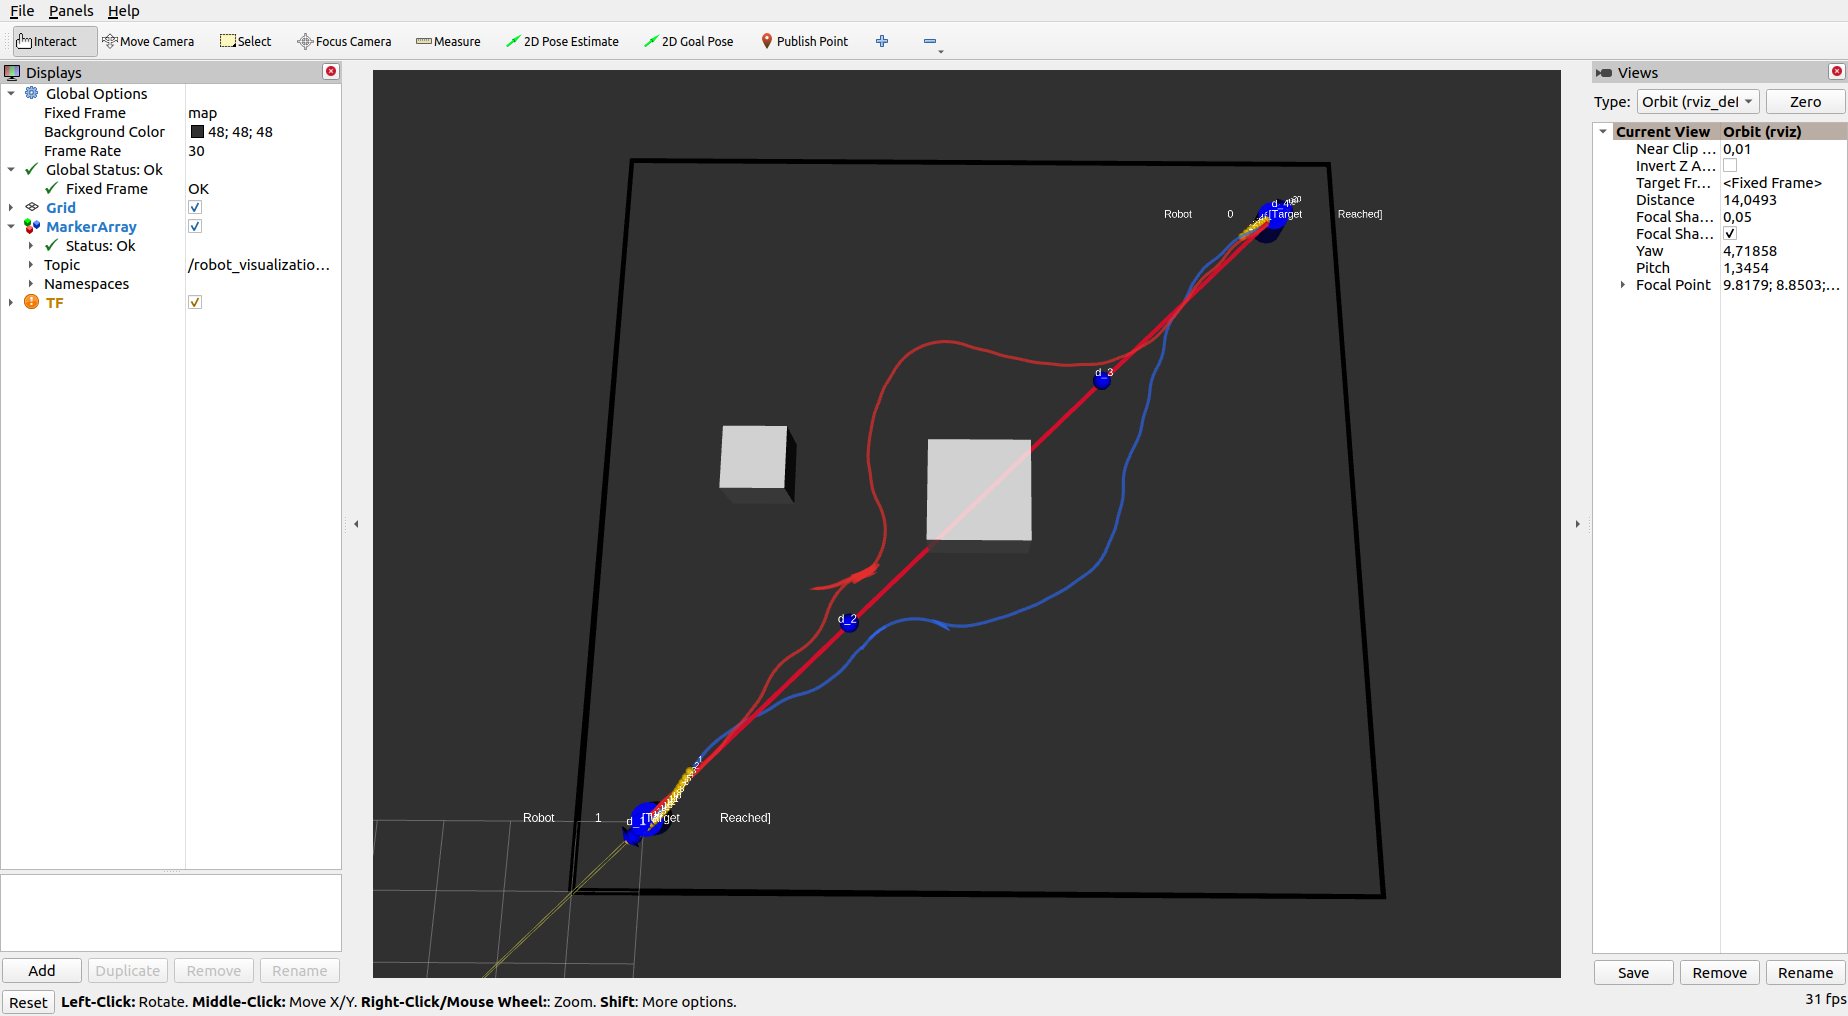 File Panels Help
Interact Move Camera Select Focus Camera Measure 2D Pose Estimate 2D Goal Pose Publish Point
Displays
Global Options
Fixed Frame map
Background Color 48; 48; 48
Frame Rate 30
Global Status: Ok
Fixed Frame OK
Grid
MarkerArray
Status: Ok
Topic /robot_visualizatio...
Namespaces
TF
Add Duplicate Remove Rename
Robot 0 [Target Reached]
d_3
d_2
Robot 1 [Target Reached]
d_1
Views
Type: Orbit (rviz_de Zero
Current View Orbit (rviz)
Near Clip ... 0,01
Invert Z A...
Target Fr... <Fixed Frame>
Distance 14,0493
Focal Sha... 0,05
Focal Sha...
Yaw 4,71858
Pitch 1,3454
Focal Point 9.8179; 8.8503;...
Save Remove Rename
Reset Left-Click: Rotate. Middle-Click: Move X/Y. Right-Click/Mouse Wheel:: Zoom. Shift: More options.
31 fps